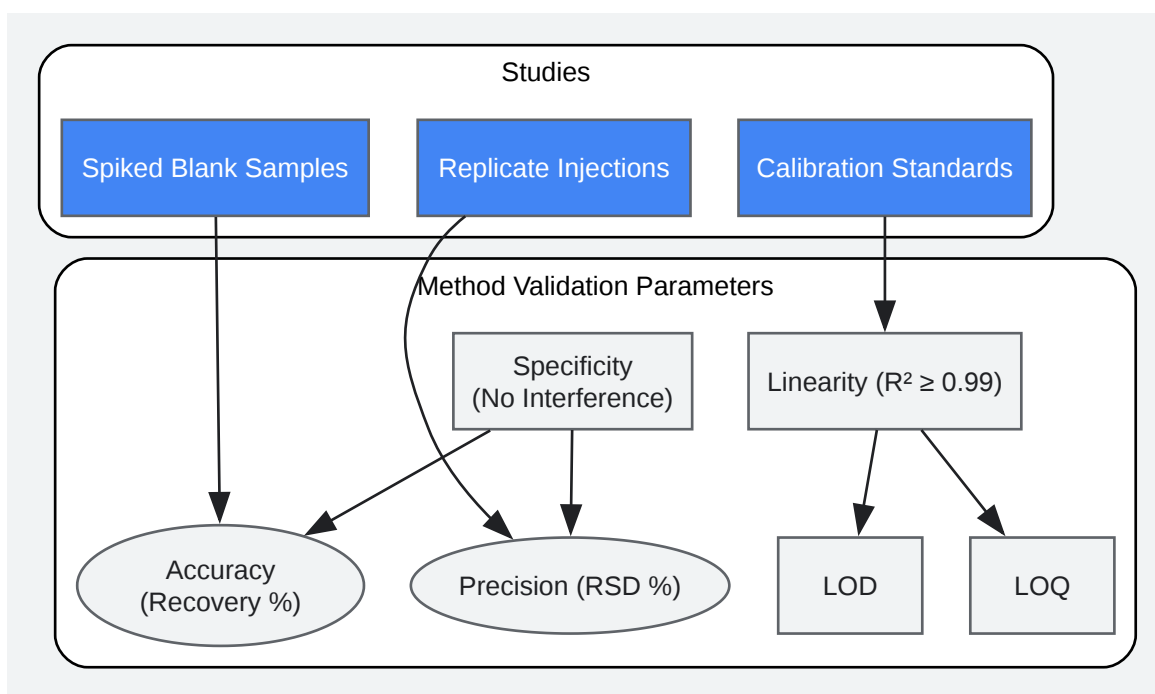 Studies
Spiked Blank Samples
Replicate Injections
Calibration Standards
Method Validation Parameters
Specificity
(No Interference)
Linearity (R² ≥ 0.99)
Accuracy
(Recovery %)
Precision (RSD %)
LOD
LOQ